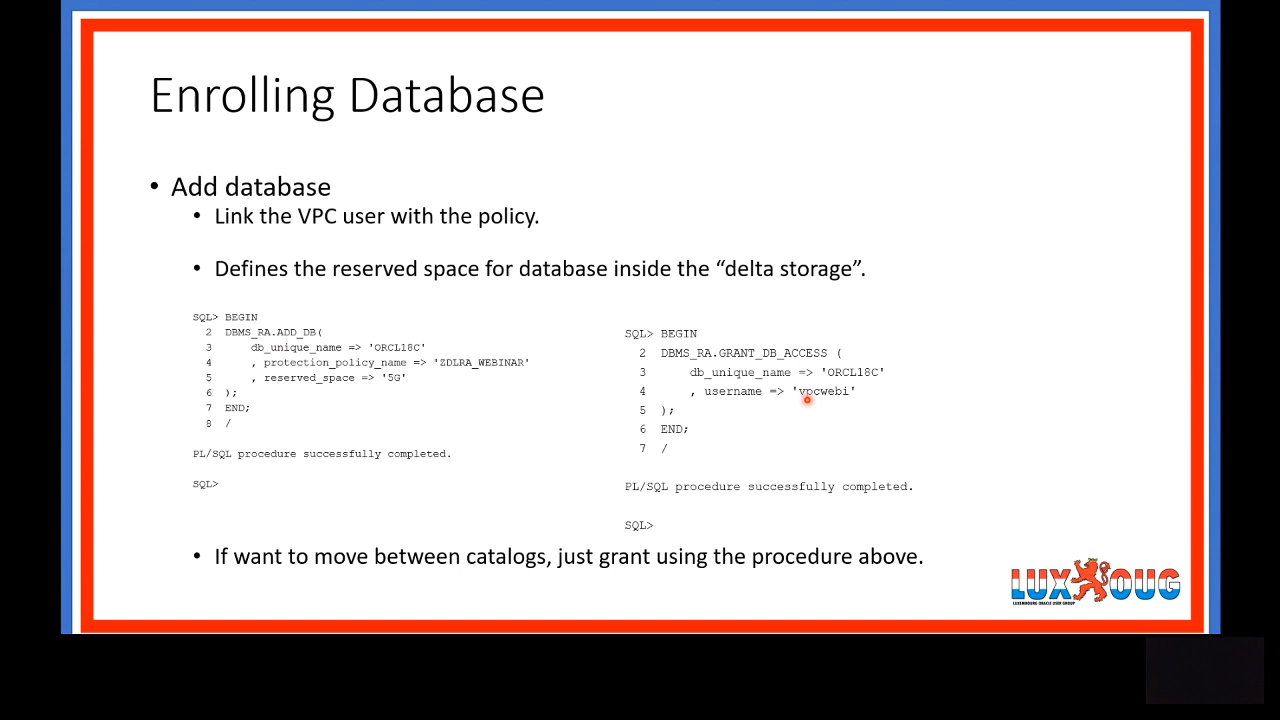 Enrolling Database
• Add database
• Link the VPC user with the policy.
• Defines the reserved space for database inside the “delta storage”.
SQL> BEGIN
2 DBMS_RA.ADD_DB(
3 db_unique_name => 'ORCL18C'
4 , protection_policy_name => 'ZDLRA_WEBINAR'
5 , reserved_space => '5G'
6 );
7 END;
8 /
PL/SQL procedure successfully completed.
SQL>
SQL> BEGIN
2 DBMS_RA.GRANT_DB_ACCESS (
3 db_unique_name => 'ORCL18C'
4 , username => 'vpcwebi'
5 );
6 END;
7 /
PL/SQL procedure successfully completed.
SQL>
• If want to move between catalogs, just grant using the procedure above.
LUX OUG
LUXEMBOURG ORACLE USER GROUP